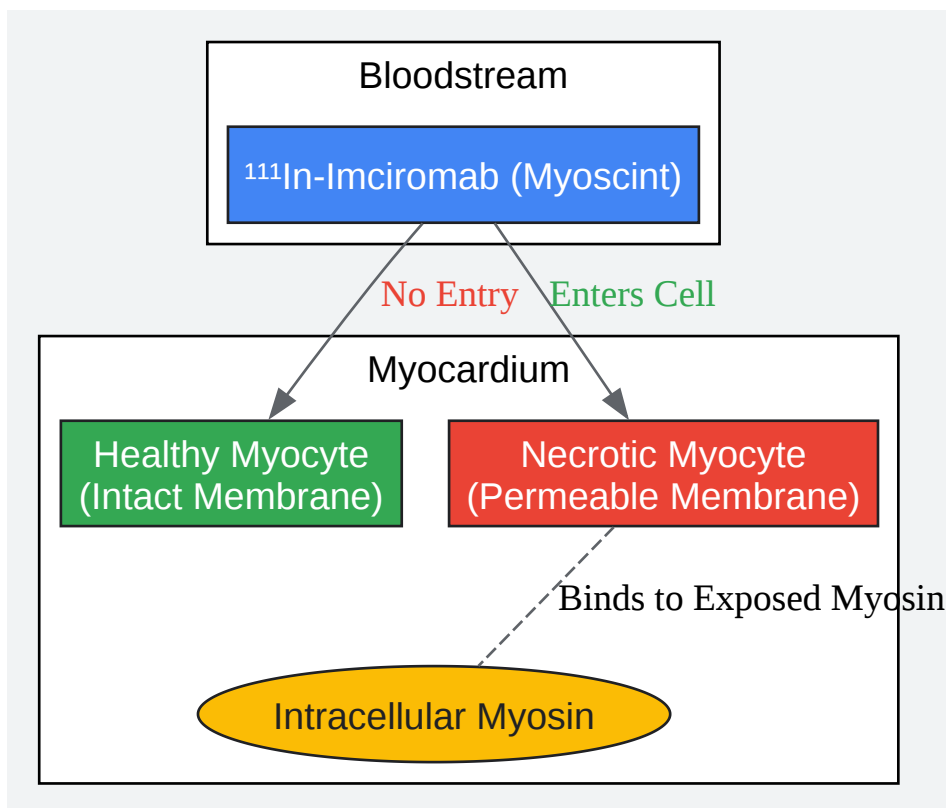 Bloodstream
¹¹¹In-Imciromab (Myoscint)
No Entry
Enters Cell
Myocardium
Healthy Myocyte
(Intact Membrane)
Necrotic Myocyte
(Permeable Membrane)
Binds to Exposed Myosin
Intracellular Myosin